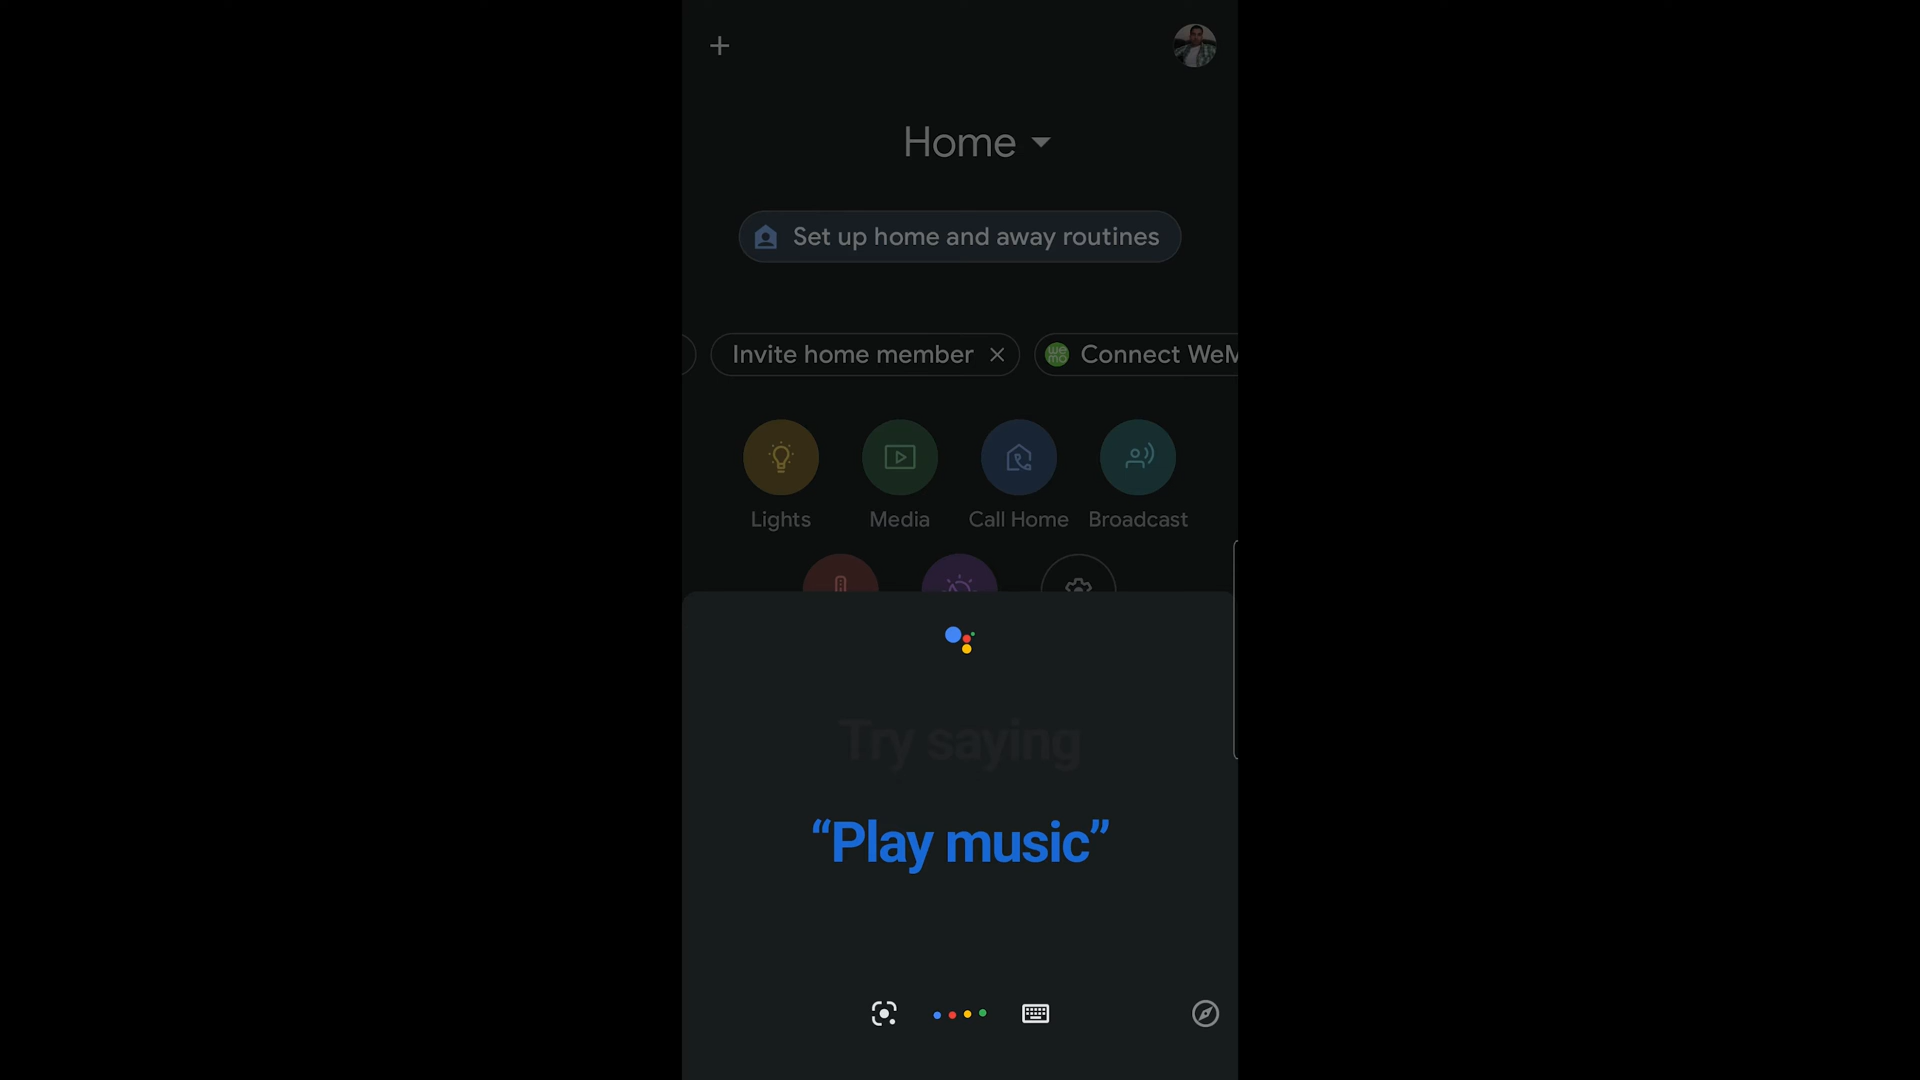 Home
Set up home and away routines
Invite home member
wemo
Connect WeM
Lights
Media
Call Home
Broadcast
Try saying
“Play music”